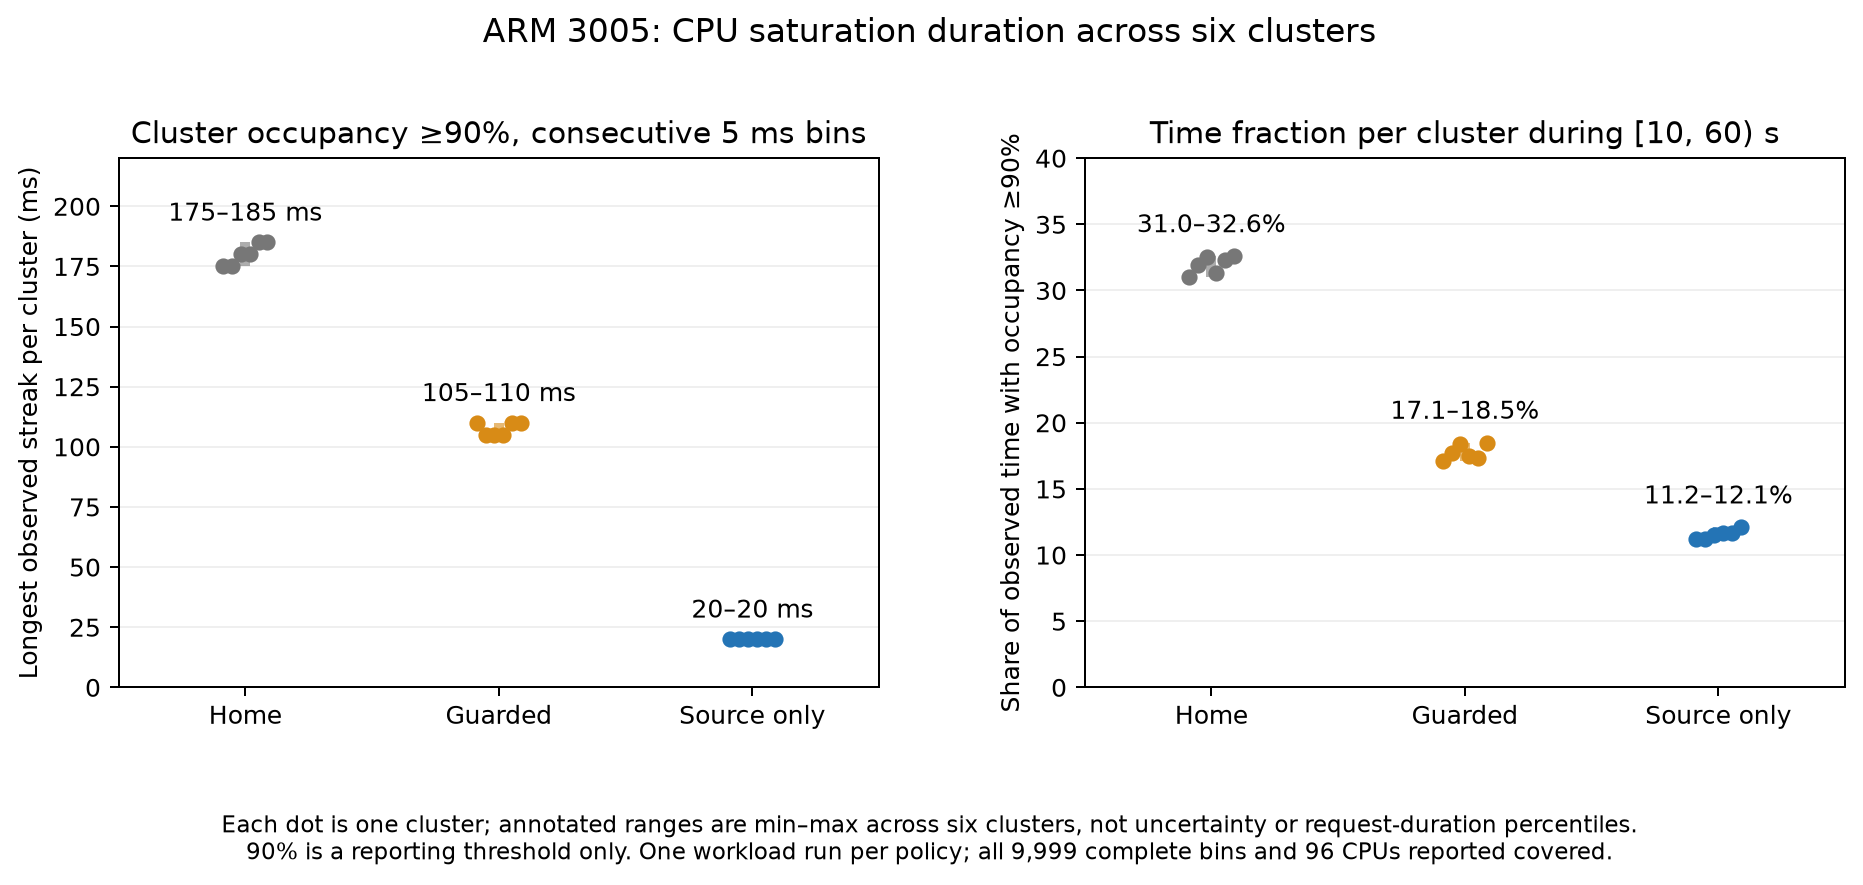 ARM 3005: CPU saturation duration across six clusters
Cluster occupancy ≥90%, consecutive 5 ms bins
Longest observed streak per cluster (ms)
200
175
150
125
100
75
50
25
0
175–185 ms
105–110 ms
20–20 ms
Home
Guarded
Source only
Time fraction per cluster during [10, 60) s
Share of observed time with occupancy ≥90%
40
35
30
25
20
15
10
5
0
31.0–32.6%
17.1–18.5%
11.2–12.1%
Home
Guarded
Source only
Each dot is one cluster; annotated ranges are min–max across six clusters, not uncertainty or request-duration percentiles.
90% is a reporting threshold only. One workload run per policy; all 9,999 complete bins and 96 CPUs reported covered.